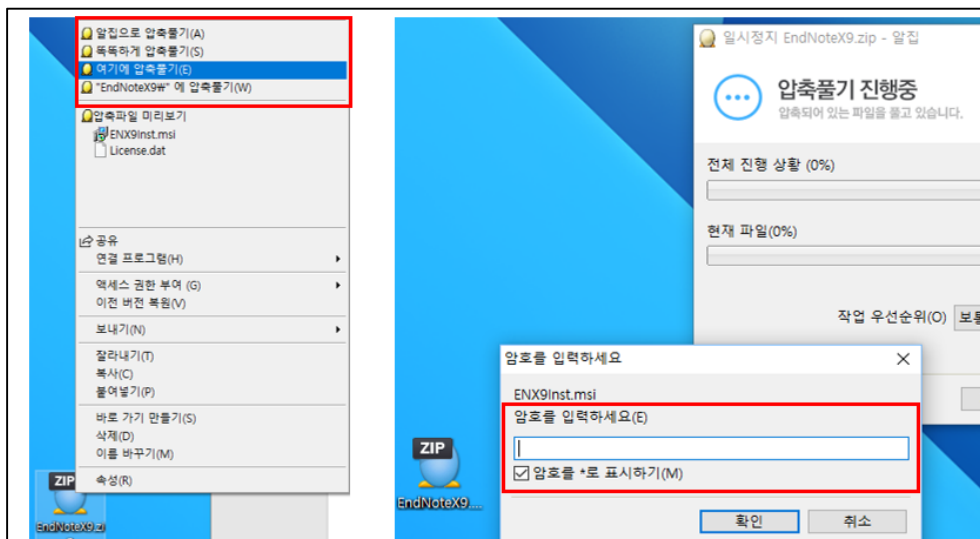 알집으로 압축풀기(A)
똑똑하게 압축풀기(S)
여기에 압축풀기(E)
"EndNoteX9₩" 에 압축풀기(W)
압축파일 미리보기
ENX9Inst.msi
License.dat
공유
연결 프로그램(H)
액세스 권한 부여 (G)
이전 버전 복원(V)
보내기(N)
잘라내기(T)
복사(C)
붙여넣기(P)
바로 가기 만들기(S)
삭제(D)
이름 바꾸기(M)
속성(R)
ZIP
EndNoteX9.zi
일시정지 EndNoteX9.zip - 알집
압축풀기 진행중
압축되어 있는 파일을 풀고 있습니다.
전체 진행 상황 (0%)
현재 파일(0%)
작업 우선순위(O) 보통
암호를 입력하세요
ENX9Inst.msi
암호를 입력하세요(E)
암호를 *로 표시하기(M)
확인 취소
ZIP
EndNoteX9....